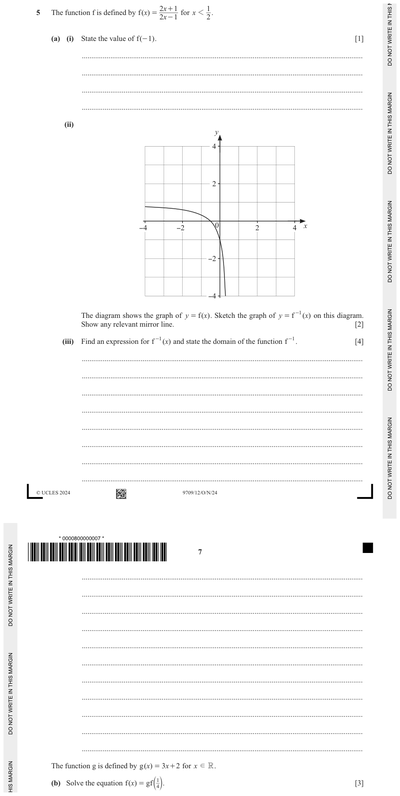 DO NOT WRITE IN THIS MARGIN
5 The function f is defined by f(x) = (2x+1)/(2x−1) for x < 1/2.
(a) (i) State the value of f(−1). [1]
(ii)
y
4
2
−4 −2 0 2 4 x
−2
−4
The diagram shows the graph of y = f(x). Sketch the graph of y = f⁻¹(x) on this diagram.
Show any relevant mirror line. [2]
(iii) Find an expression for f⁻¹(x) and state the domain of the function f⁻¹. [4]
DO NOT WRITE IN THIS MARGIN
DO NOT WRITE IN THIS MARGIN
DO NOT WRITE IN THIS MARGIN
DO NOT WRITE IN THIS MARGIN
© UCLES 2024 9709/12/O/N/24
* 0000800000007 *
7
DO NOT WRITE IN THIS MARGIN
DO NOT WRITE IN THIS MARGIN
HIS MARGIN
The function g is defined by g(x) = 3x+2 for x ∈ ℝ.
(b) Solve the equation f(x) = gf(x/4). [3]